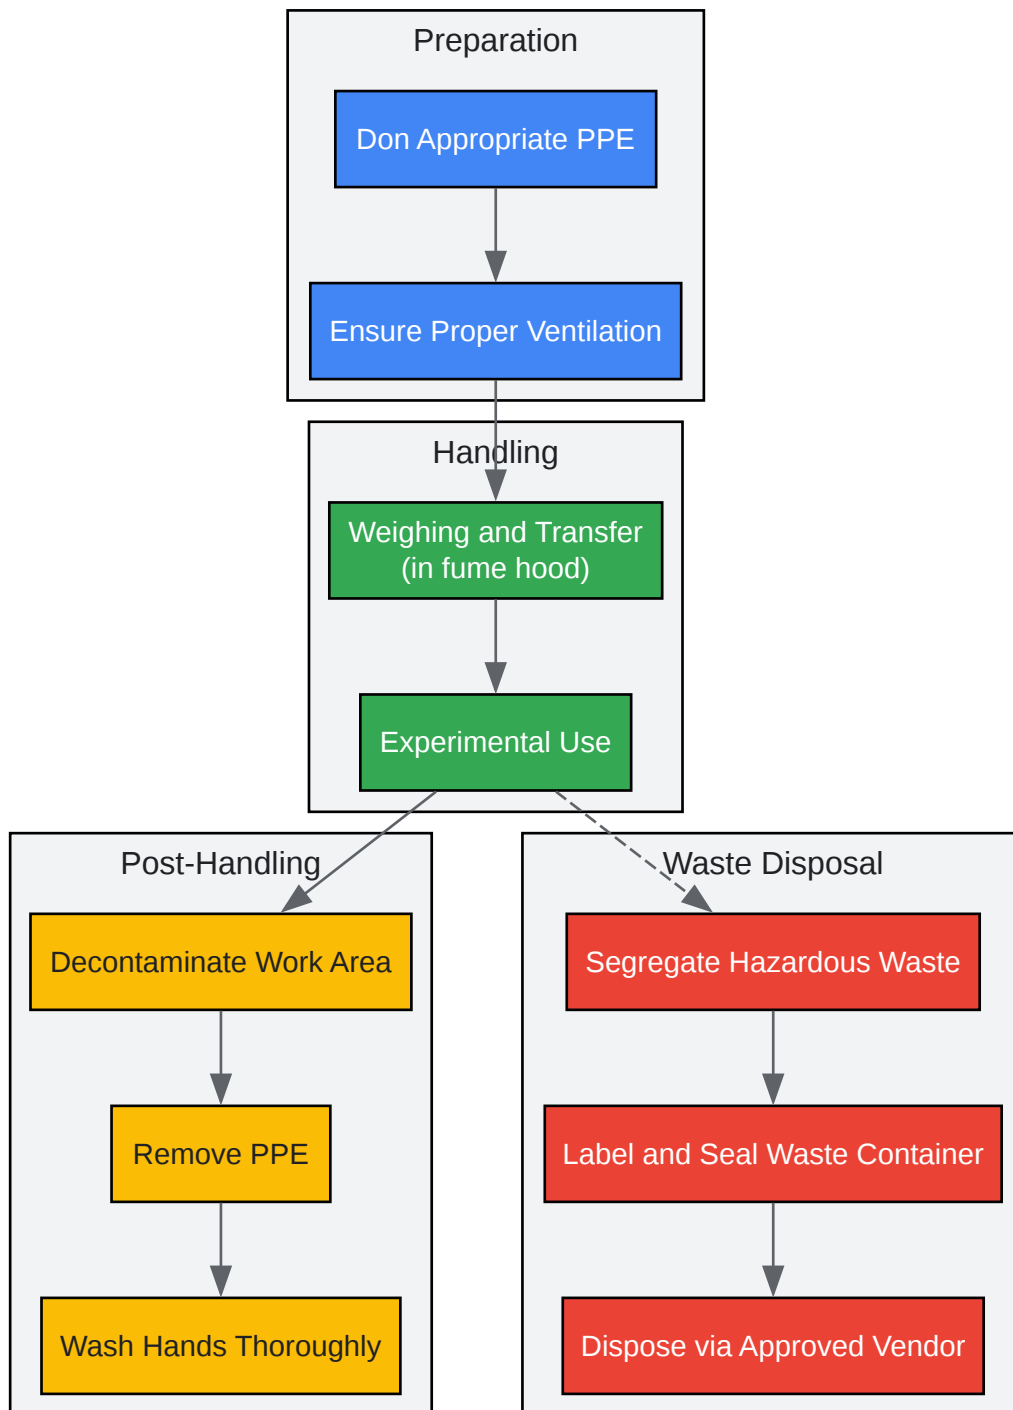 Preparation
Don Appropriate PPE
Ensure Proper Ventilation
Handling
Weighing and Transfer
(in fume hood)
Experimental Use
Post-Handling
Decontaminate Work Area
Remove PPE
Wash Hands Thoroughly
Waste Disposal
Segregate Hazardous Waste
Label and Seal Waste Container
Dispose via Approved Vendor